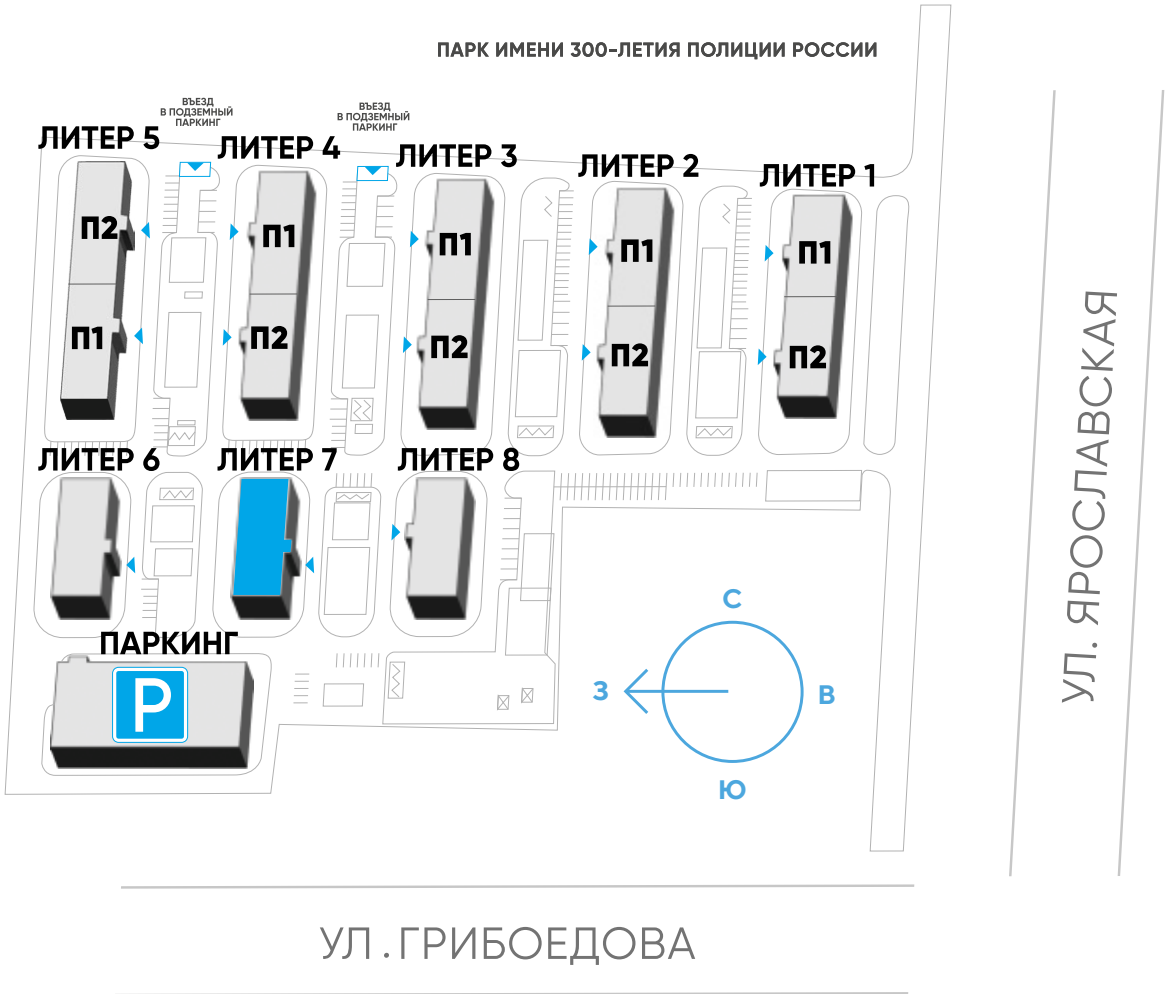 ПАРК ИМЕНИ 300-ЛЕТИЯ ПОЛИЦИИ РОССИИ
ВЪЕЗД
В ПОДЗЕМНЫЙ
ПАРКИНГ
ВЪЕЗД
В ПОДЗЕМНЫЙ
ПАРКИНГ
ЛИТЕР 5
ЛИТЕР 4
ЛИТЕР 3
ЛИТЕР 2
ЛИТЕР 1
П2
П1
П1
П1
П1
П1
П2
П2
П2
П2
ЛИТЕР 6
ЛИТЕР 7
ЛИТЕР 8
ПАРКИНГ
P
С
З
В
Ю
УЛ. ЯРОСЛАВСКАЯ
УЛ. ГРИБОЕДОВА